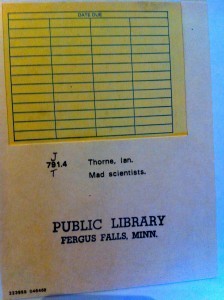 DATE DUE
J
791.4 Thorne, Ian.
T Mad scientists.
PUBLIC LIBRARY
FERGUS FALLS, MINN.